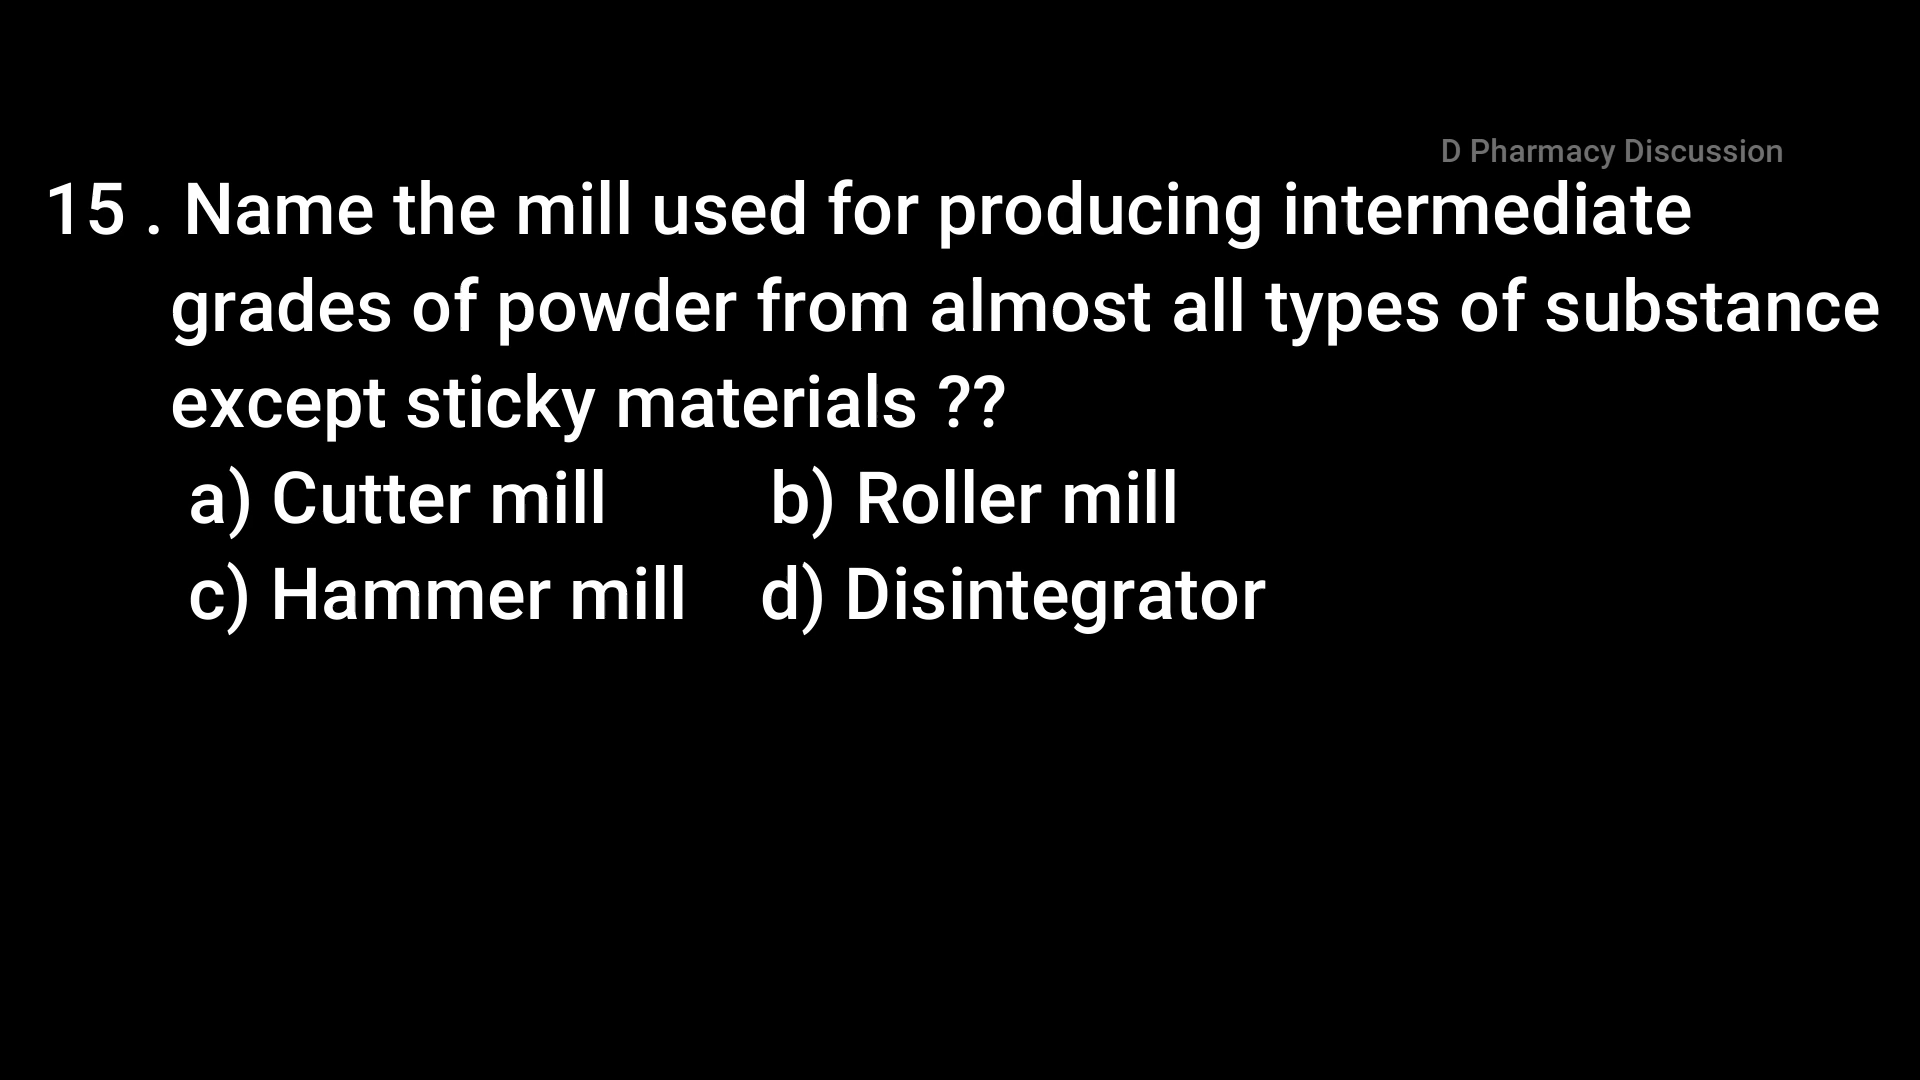 D Pharmacy Discussion
15 . Name the mill used for producing intermediate
grades of powder from almost all types of substance
except sticky materials ??
a) Cutter mill b) Roller mill
c) Hammer mill d) Disintegrator